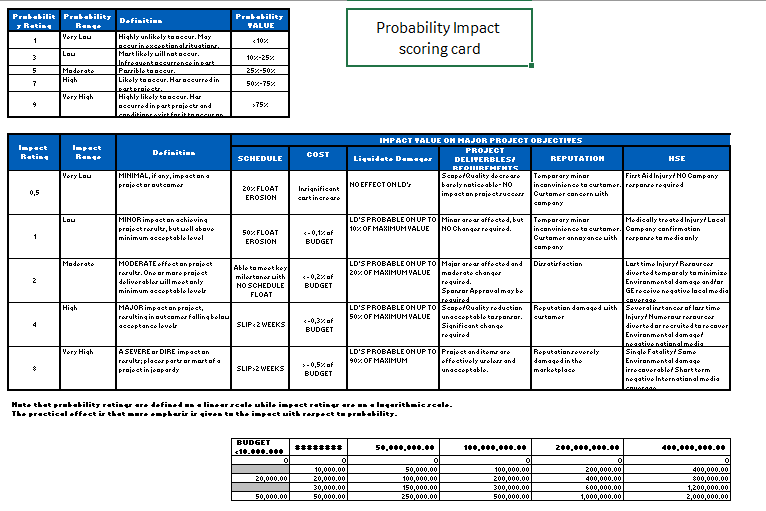 Probability Impact
scoring card
Probabilit
y Rating
Probability
Range
Definition
Probability
VALUE
1
Very Low
Highly unlikely to occur. May
occur in exceptional situations.
<10%
3
Low
Most likely will not occur.
Infrequent occurrence in past
10%-25%
5
Moderate
Possible to occur.
25%-50%
7
High
Likely to occur. Has occurred in
past projects.
50%-75%
9
Very High
Highly likely to occur. Has
occurred in past projects and
conditions exist for it to occur on
>75%
Impact
Rating
Impact
Range
Definition
IMPACT VALUE ON MAJOR PROJECT OBJECTIVES
SCHEDULE
COST
Liquidate Damages
PROJECT
DELIVERBLES/
REQUIREMENTS
REPUTATION
HSE
0,5
Very Low
MINIMAL, if any, impact on a
project outcomes
20% FLOAT
EROSION
Insignificant
cost increase
NO EFFECT ON LD's
Scope/Quality decrease
barely noticeable- NO
impact on project success
Temporary minor
inconvinience to customer.
Customer concern with
company
First Aid Injury/ NO Company
response required
1
Low
MINOR impact on achieving
project results, but well above
minimum acceptable level
50% FLOAT
EROSION
<-0,1% of
BUDGET
LD'S PROBABLE ON UP TO
10% OF MAXIMUM VALUE
Minor areas affected, but
NO Changes required.
Temporary minor
inconvinience to customer.
Customer annoyance with
company
Medically treated Injury/ Local
Company confirmation
response to media only
2
Moderate
MODERATE effect on project
results. One or more project
deliverables will meet only
minimum acceptable levels
Able to meet key
milestones with
NO SCHEDULE
FLOAT
<-0,2% of
BUDGET
LD'S PROBABLE ON UP TO
20% OF MAXIMUM VALUE
Major areas affected and
moderate changes
required.
Sponsor Approval may be
required
Dissatisfaction
Lost time Injury/ Resources
diverted temporaly to minimize
Environmental damage and/or
GE receive negative local media
coverage
4
High
MAJOR impact on project,
resulting in outcomes falling below
acceptance levels
SLIP<2 WEEKS
<-0,3% of
BUDGET
LD'S PROBABLE ON UP TO
50% OF MAXIMUM VALUE
Scope/Quality reduction
unacceptable to sponsor.
Significant change
required
Reputation damaged with
customer
Several instances of loss time
Injury/ Numerous resources
diverted or recruited to recover
Environmental damage/
negative national media
8
Very High
A SEVERE or DIRE impact on
results; places parts or most of a
project in jeopardy
SLIP>2 WEEKS
>-0,5% of
BUDGET
LD'S PROBABLE ON UP TO
90% OF MAXIMUM
Project end items are
effectively useless and
unacceptable.
Reputation severely
damaged in the
marketplace
Single Fatality/ Some
Environmental damage
irrecoverable/ Short term
negative International media
coverage
Note that probability ratings are defined on a linear scale while impact ratings are on a logarithmic scale.
The practical effect is that more emphasis is given to the impact with respect to probability.
BUDGET
<10.000.000
########
50,000,000.00
100,000,000.00
200,000,000.00
400,000,000.00
0
0
0
0
0
0
10,000.00
50,000.00
100,000.00
200,000.00
400,000.00
20,000.00
20,000.00
100,000.00
200,000.00
400,000.00
800,000.00
30,000.00
150,000.00
300,000.00
600,000.00
1,200,000.00
50,000.00
50,000.00
250,000.00
500,000.00
1,000,000.00
2,000,000.00